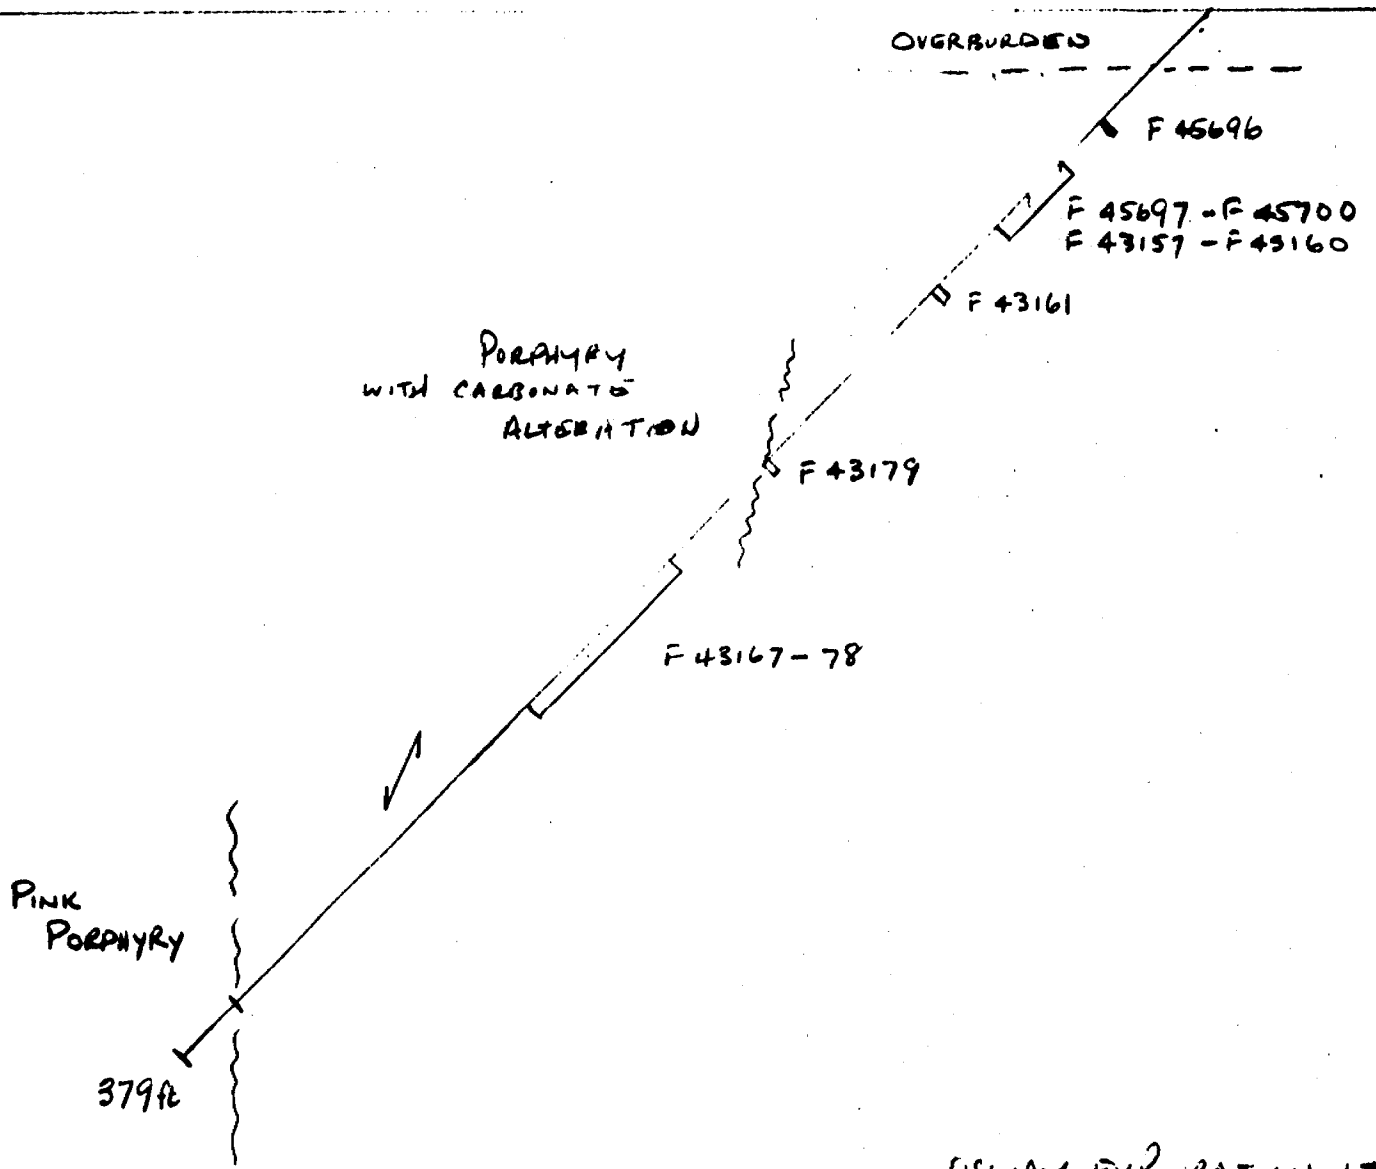 OVERBURDEN
F 45696
F 45697 - F 45700
F 43157 - F 43160
F 43161
PORPHYRY
WITH CARBONATE
ALTERATION
F 43179
F 43167 - 78
PINK
PORPHYRY
379ft